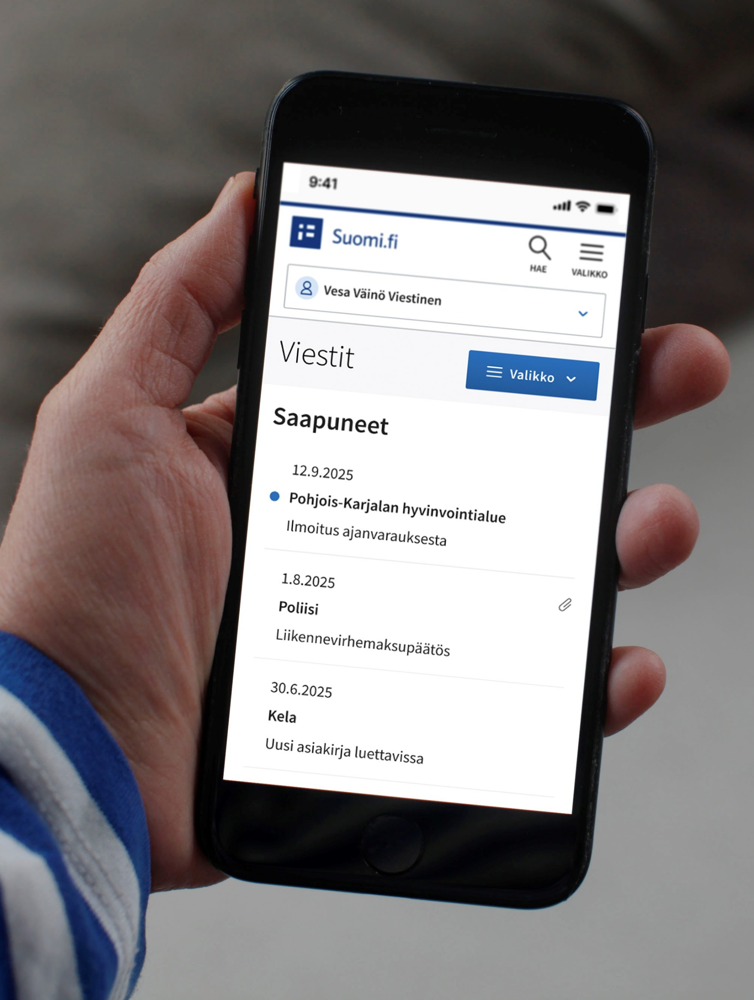 9:41
Suomi.fi
HAE
VALIKKO
Vesa Väinö Viestinen
Viestit
Valikko
Saapuneet
12.9.2025
Pohjois-Karjalan hyvinvointialue
Ilmoitus ajanvarauksesta
1.8.2025
Poliisi
Liikennevirhemaksupäätös
30.6.2025
Kela
Uusi asiakirja luettavissa